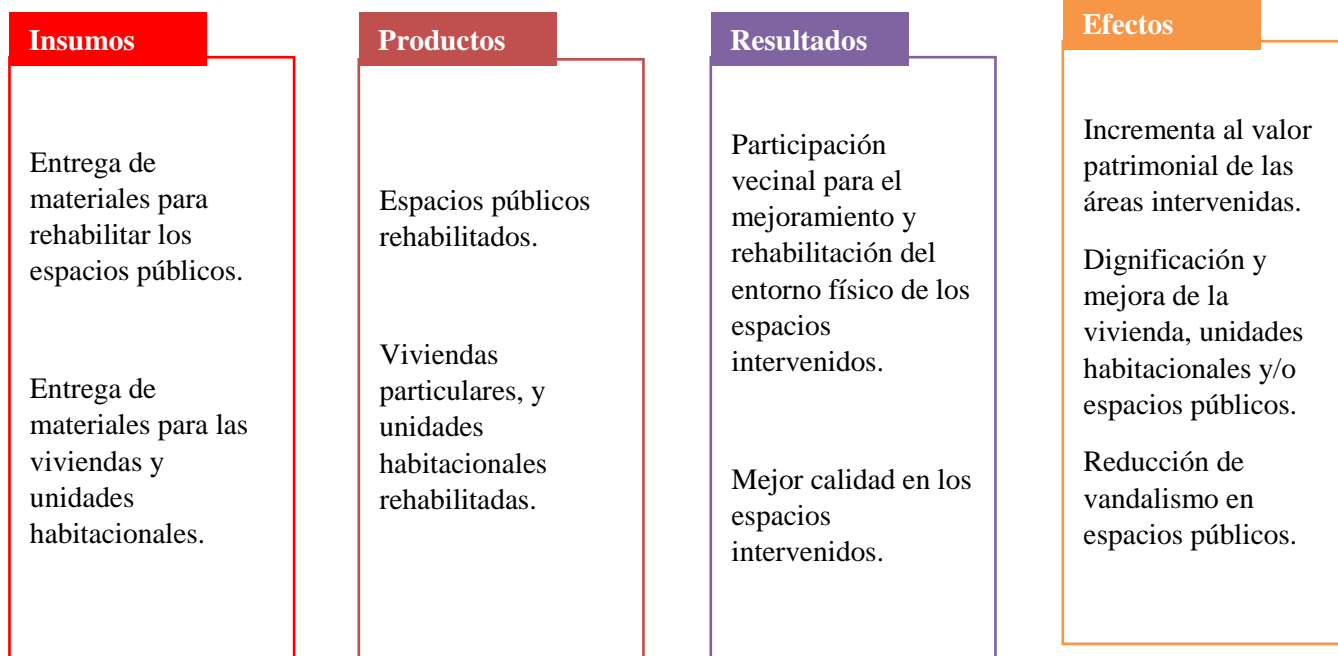 Insumos
Entrega de
materiales para
rehabilitar los
espacios públicos.
Entrega de
materiales para las
viviendas y
unidades
habitacionales.
Productos
Espacios públicos
rehabilitados.
Viviendas
particulares, y
unidades
habitacionales
rehabilitadas.
Resultados
Participación
vecinal para el
mejoramiento y
rehabilitación del
entorno físico de los
espacios
intervenidos.
Mejor calidad en los
espacios
intervenidos.
Efectos
Incrementa al valor
patrimonial de las
áreas intervenidas.
Dignificación y
mejora de la
vivienda, unidades
habitacionales y/o
espacios públicos.
Reducción de
vandalismo en
espacios públicos.